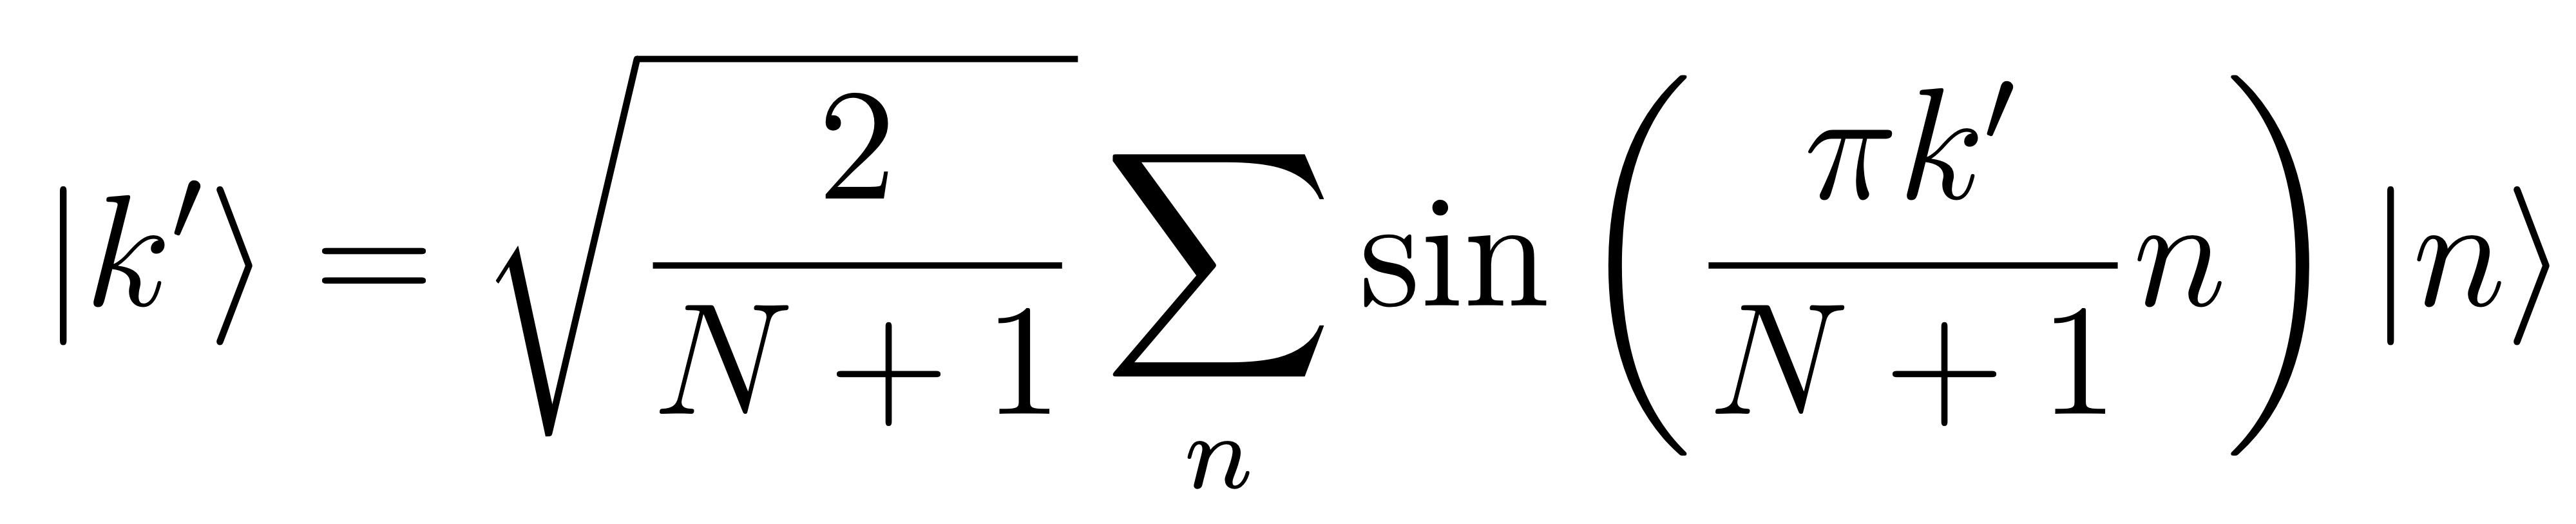 |k′⟩ = √(2/(N + 1)) ∑_n sin (πk′/(N + 1) n) |n⟩